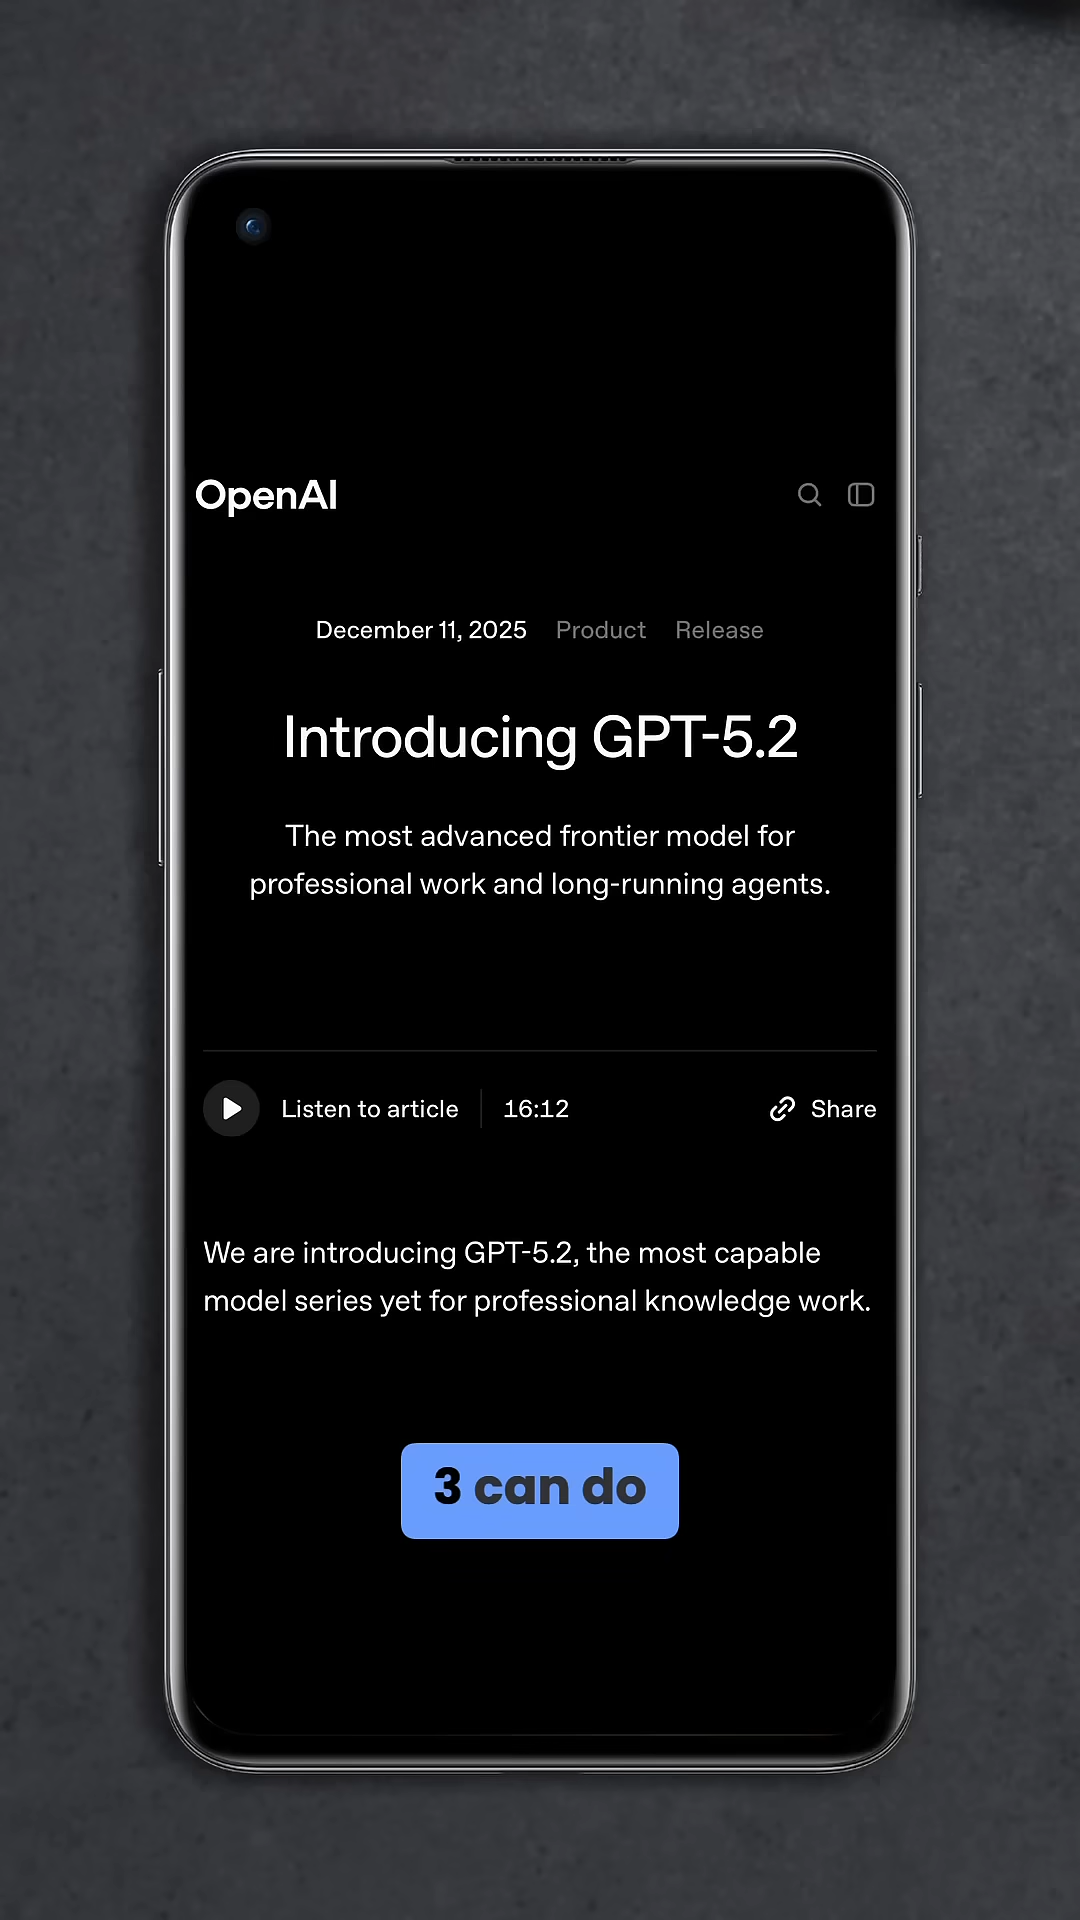 OpenAI
December 11, 2025 Product Release
Introducing GPT-5.2
The most advanced frontier model for
professional work and long-running agents.
Listen to article 16:12 Share
We are introducing GPT-5.2, the most capable
model series yet for professional knowledge work.
3 can do